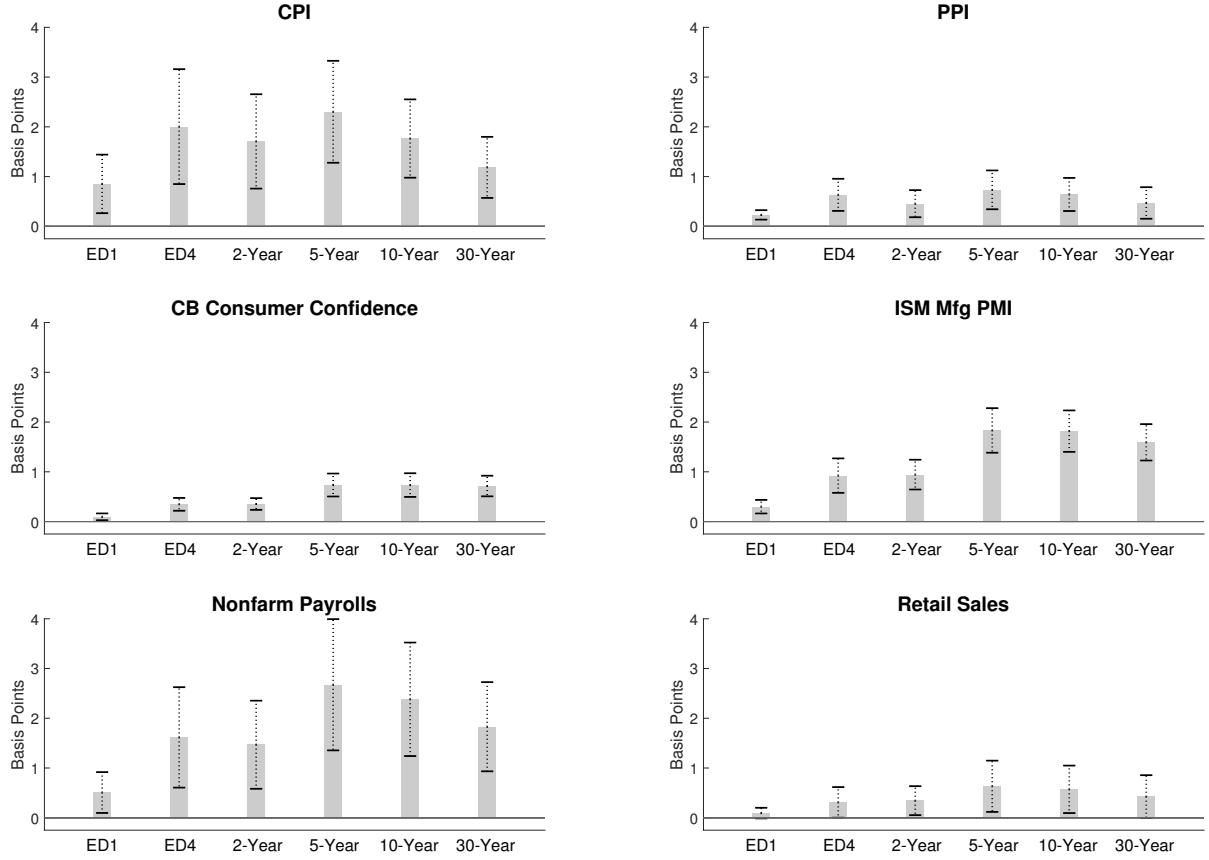 CPI
4
3
2
1
0
Basis Points
ED1 ED4 2-Year 5-Year 10-Year 30-Year
PPI
4
3
2
1
0
Basis Points
ED1 ED4 2-Year 5-Year 10-Year 30-Year
CB Consumer Confidence
4
3
2
1
0
Basis Points
ED1 ED4 2-Year 5-Year 10-Year 30-Year
ISM Mfg PMI
4
3
2
1
0
Basis Points
ED1 ED4 2-Year 5-Year 10-Year 30-Year
Nonfarm Payrolls
4
3
2
1
0
Basis Points
ED1 ED4 2-Year 5-Year 10-Year 30-Year
Retail Sales
4
3
2
1
0
Basis Points
ED1 ED4 2-Year 5-Year 10-Year 30-Year